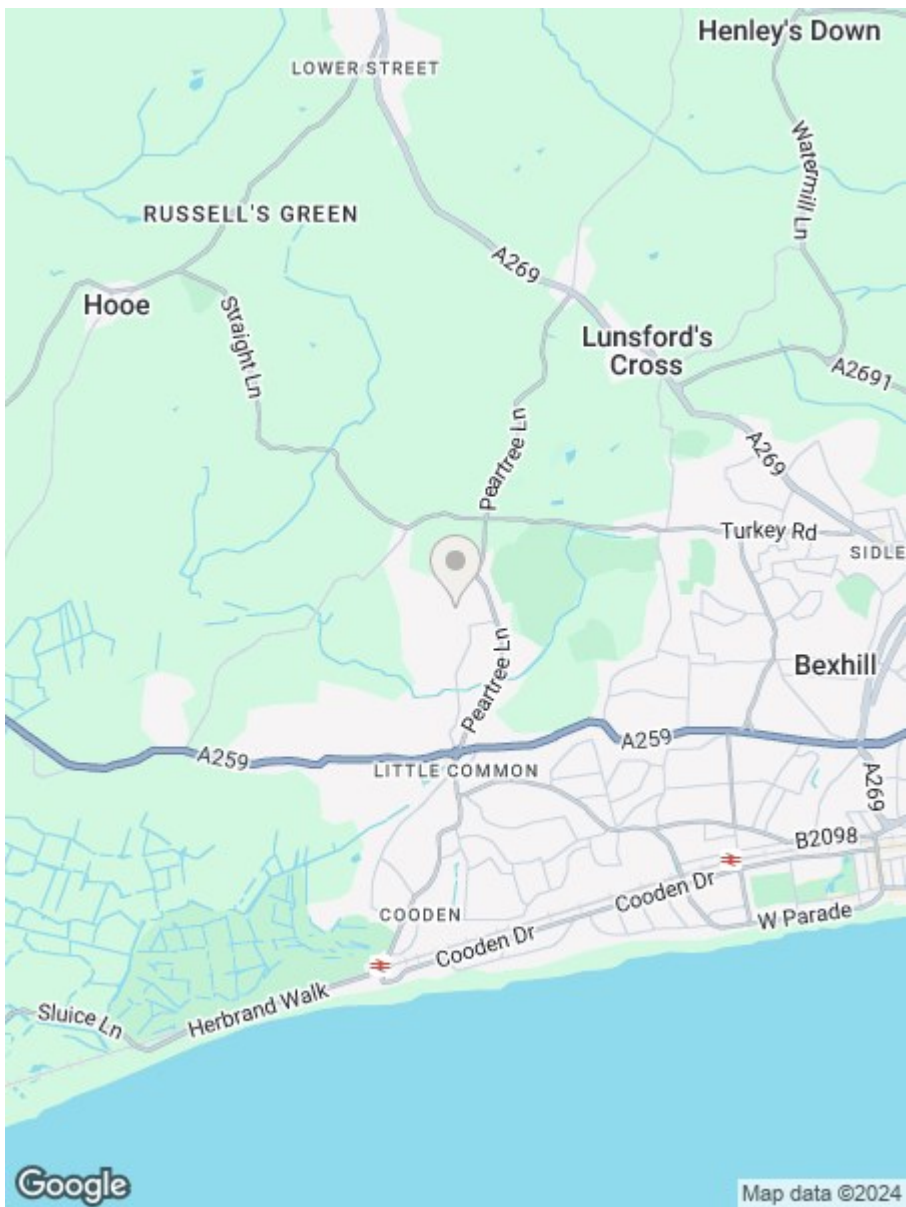 Henley's Down
LOWER STREET
Watermill Ln
RUSSELL'S GREEN
A269
Hooe
Straight Ln
Lunsford's
Cross
A2691
Peartree Ln
A269
Turkey Rd
SIDLE
Peartree Ln
Bexhill
A259
A259
LITTLE COMMON
A269
B2098
Cooden Dr
COODEN
W Parade
Cooden Dr
Herbrand Walk
Sluice Ln
Google
Map data ©2024